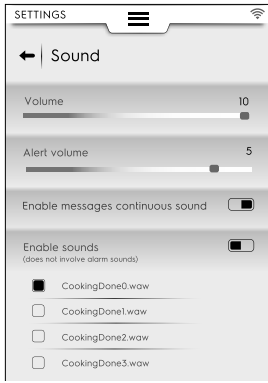 SETTINGS
Sound
Volume 10
Alert volume 5
Enable messages continuous sound
Enable sounds
(does not involve alarm sounds)
CookingDone0.waw
CookingDone1.waw
CookingDone2.waw
CookingDone3.waw